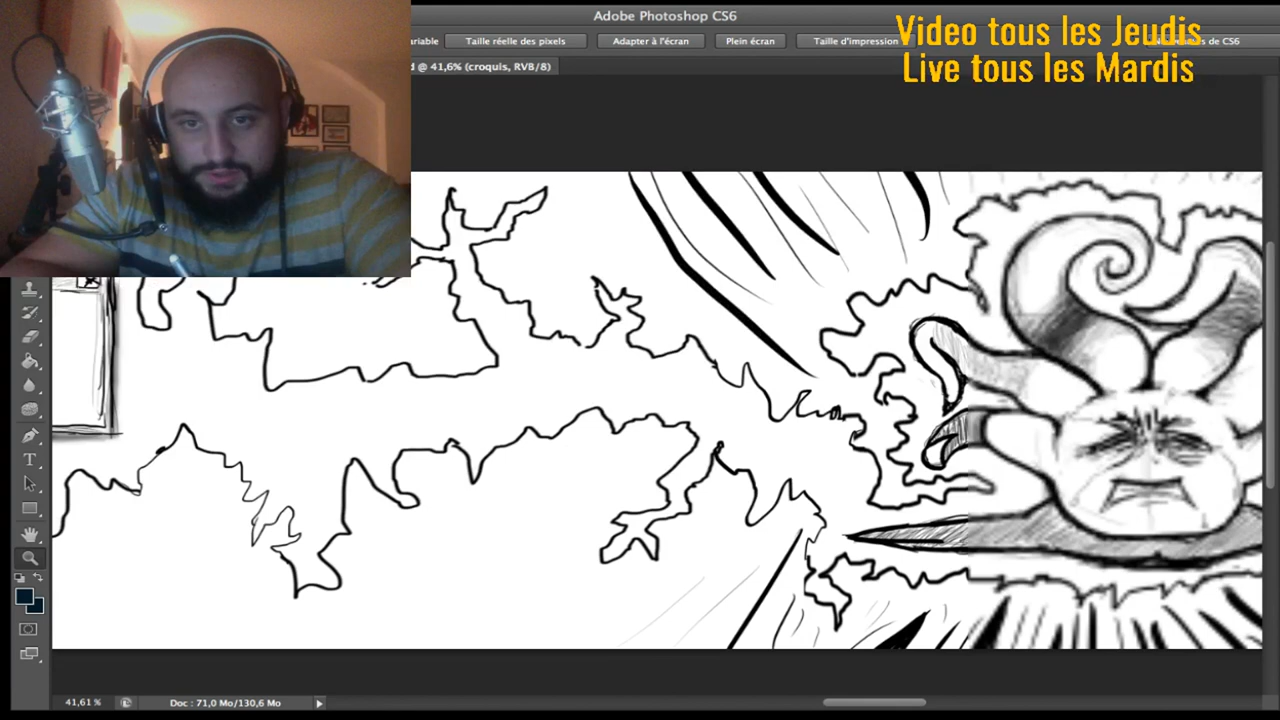 Adobe Photoshop CS6
Video tous les Jeudis
Live tous les Mardis
Taille réelle des pixels
Adapter à l'écran
Plein écran
Taille d'impression
de CS6
@ 41,6% (croquis, RVB/8)
T
41,61 %
Doc : 71,0 Mo/130,6 Mo